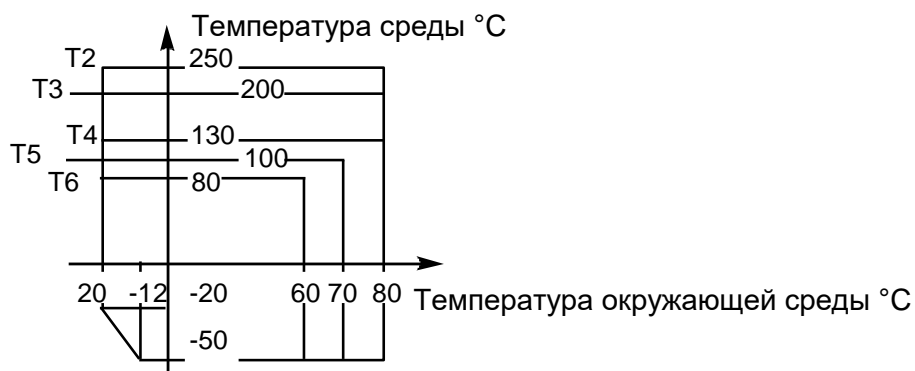 Температура среды °C
T2 250
T3 200
T4 130
T5 100
T6 80
20 -12 -20 60 70 80 Температура окружающей среды °C
-50